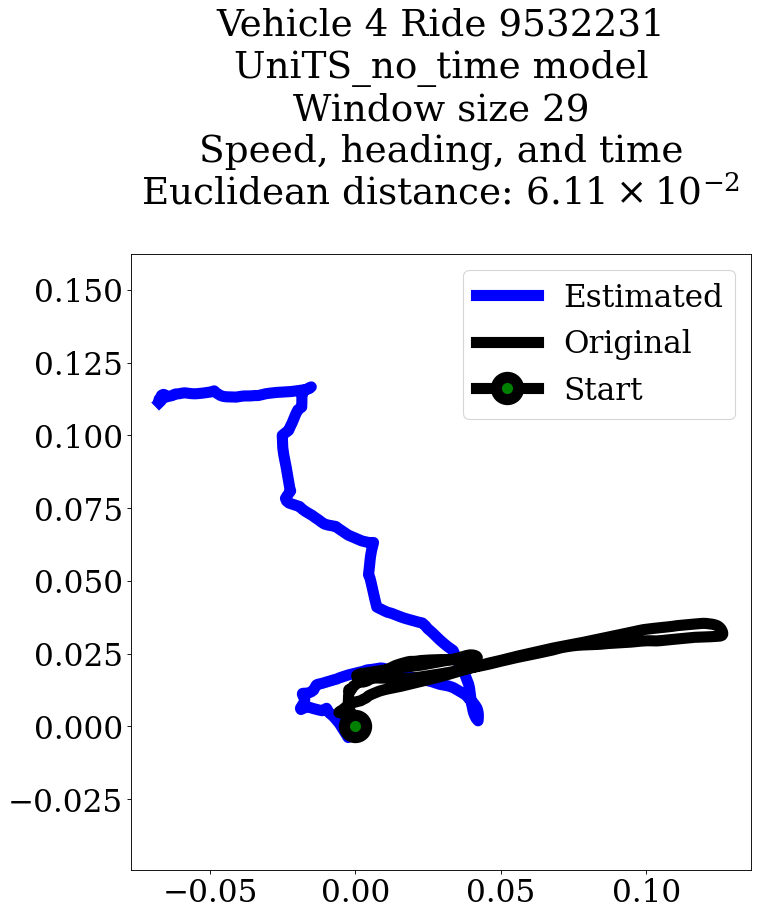 Vehicle 4 Ride 9532231
UniTS_no_time model
Window size 29
Speed, heading, and time
Euclidean distance: 6.11 × 10⁻²
Estimated
Original
Start
0.150
0.125
0.100
0.075
0.050
0.025
0.000
−0.025
−0.05 0.00 0.05 0.10